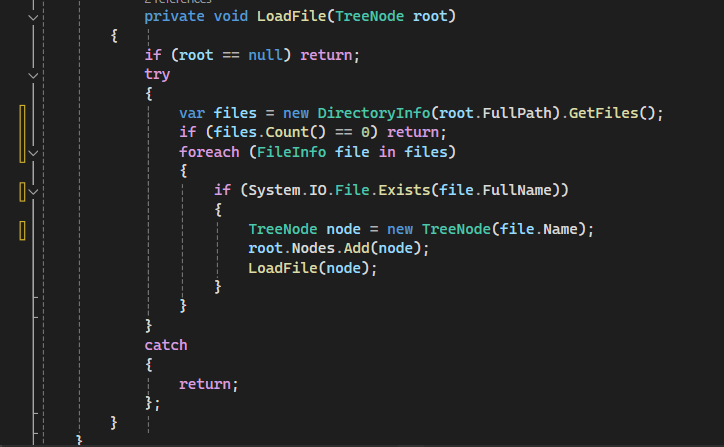 2 references
private void LoadFile(TreeNode root)
{
if (root == null) return;
try
{
var files = new DirectoryInfo(root.FullPath).GetFiles();
if (files.Count() == 0) return;
foreach (FileInfo file in files)
{
if (System.IO.File.Exists(file.FullName))
{
TreeNode node = new TreeNode(file.Name);
root.Nodes.Add(node);
LoadFile(node);
}
}
}
catch
{
return;
};
}
}